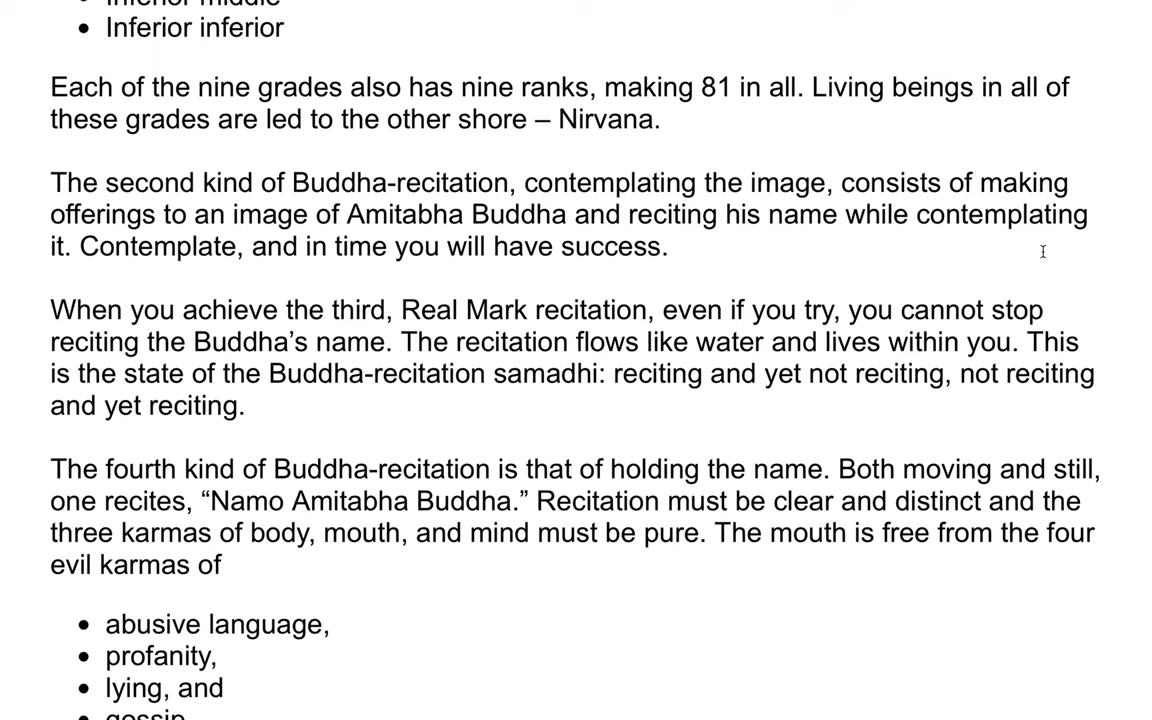 Inferior middle
• Inferior inferior
Each of the nine grades also has nine ranks, making 81 in all. Living beings in all of
these grades are led to the other shore – Nirvana.
The second kind of Buddha-recitation, contemplating the image, consists of making
offerings to an image of Amitabha Buddha and reciting his name while contemplating
it. Contemplate, and in time you will have success.
When you achieve the third, Real Mark recitation, even if you try, you cannot stop
reciting the Buddha’s name. The recitation flows like water and lives within you. This
is the state of the Buddha-recitation samadhi: reciting and yet not reciting, not reciting
and yet reciting.
The fourth kind of Buddha-recitation is that of holding the name. Both moving and still,
one recites, “Namo Amitabha Buddha.” Recitation must be clear and distinct and the
three karmas of body, mouth, and mind must be pure. The mouth is free from the four
evil karmas of
• abusive language,
• profanity,
• lying, and
• gossip